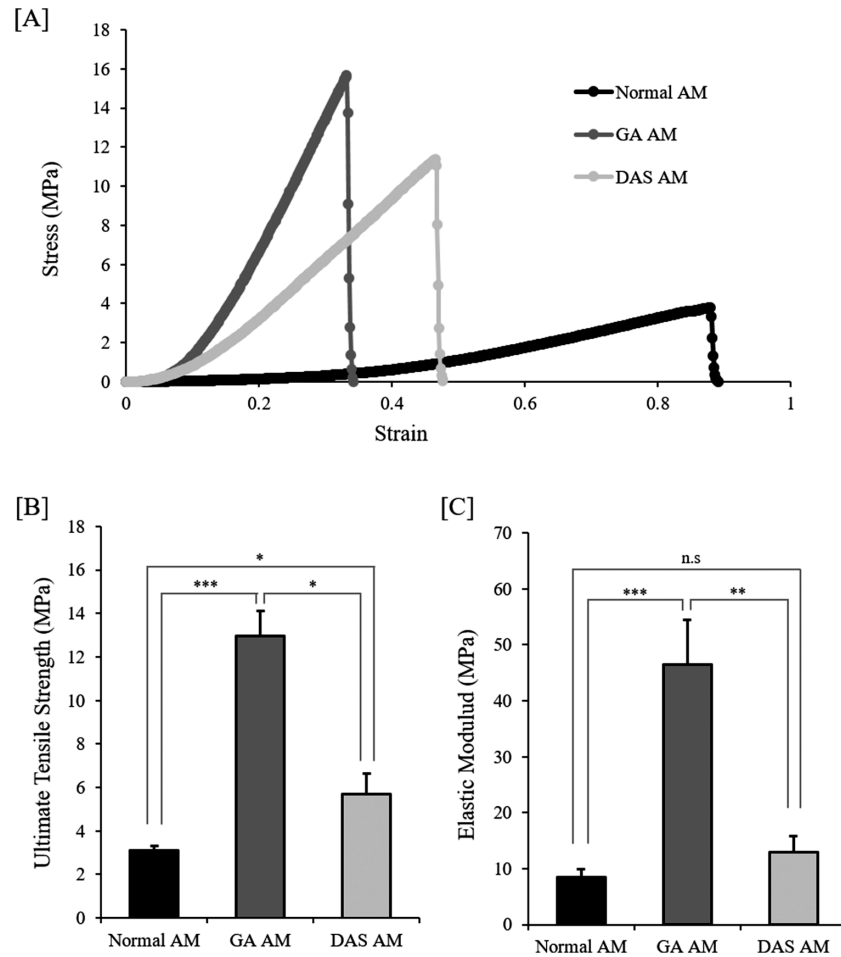 [A]
18
16
14
12
10
8
6
4
2
0
Stress (MPa)
0
0.2
0.4
0.6
0.8
1
Strain
Normal AM
GA AM
DAS AM
[B]
18
16
14
12
10
8
6
4
2
0
Ultimate Tensile Strength (MPa)
*
***
*
Normal AM
GA AM
DAS AM
[C]
70
60
50
40
30
20
10
0
Elastic Modulud (MPa)
n.s
***
**
Normal AM
GA AM
DAS AM